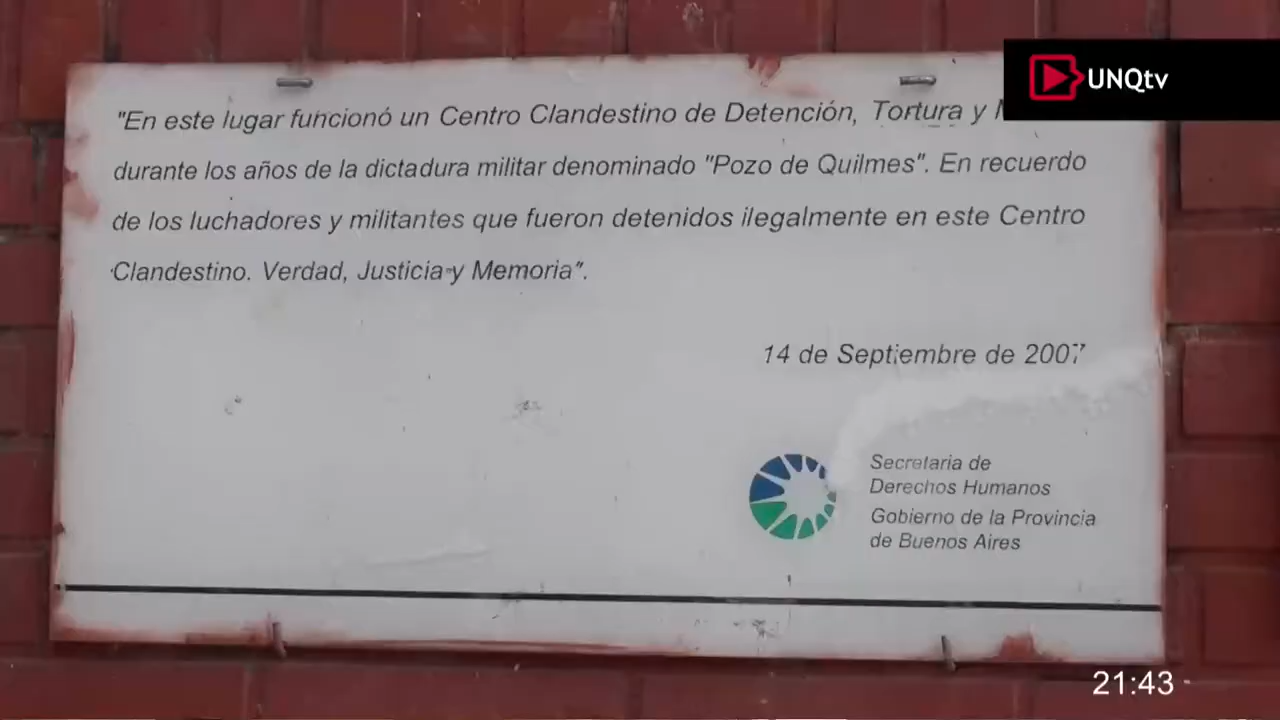 UNQtv
"En este lugar funcionó un Centro Clandestino de Detención, Tortura y
durante los años de la dictadura militar denominado "Pozo de Quilmes". En recuerdo
de los luchadores y militantes que fueron detenidos ilegalmente en este Centro
Clandestino. Verdad, Justicia y Memoria".
14 de Septiembre de 2007
Secretaria de
Derechos Humanos
Gobierno de la Provincia
de Buenos Aires
21:43